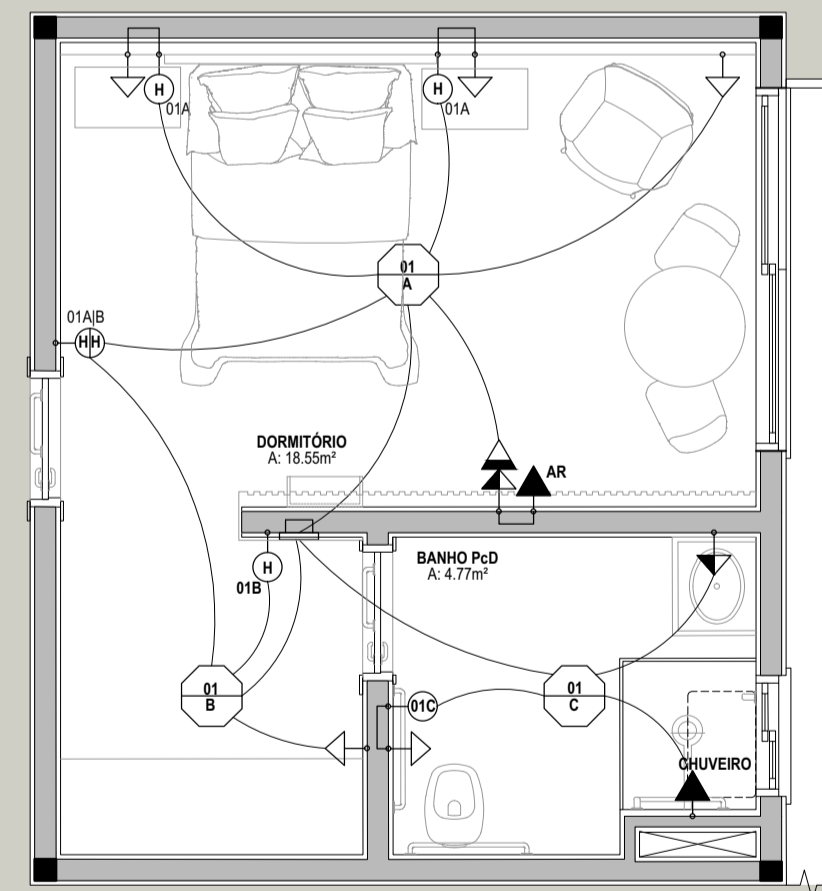 H
01A
H
01A
01
A
01A|B
HH
DORMITÓRIO
A: 18.55m²
AR
BANHO PcD
A: 4.77m²
H
01B
01
B
01C
01
C
CHUVEIRO